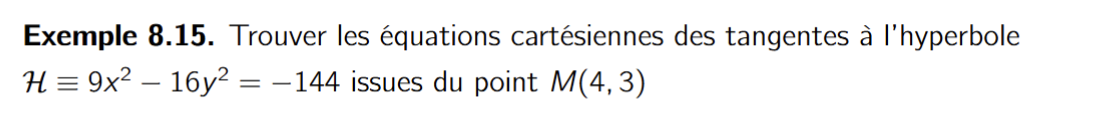 Exemple 8.15. Trouver les équations cartésiennes des tangentes à l'hyperbole
ℋ ≡ 9x² − 16y² = −144 issues du point M(4, 3)